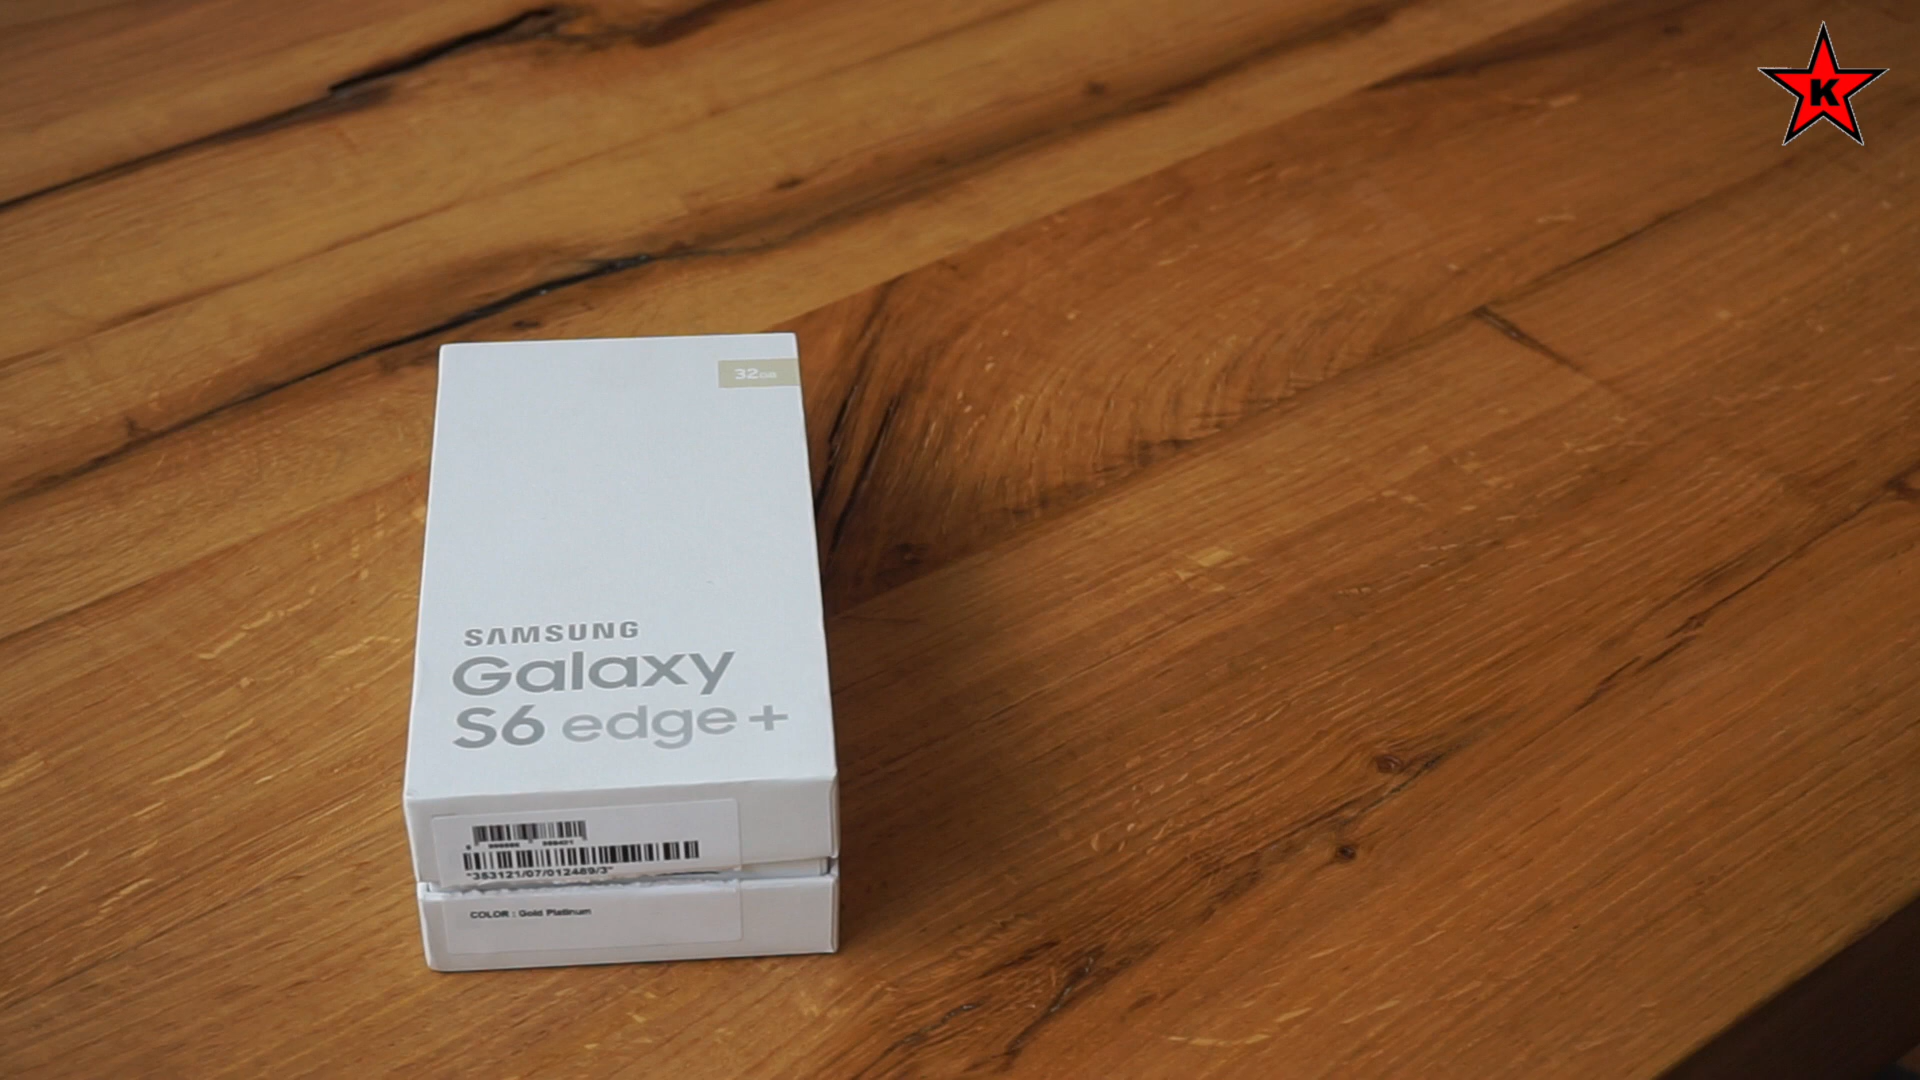 K
32GB
SAMSUNG
Galaxy
S6 edge+
"353121/07/012489/3"
COLOR : Gold Platinum